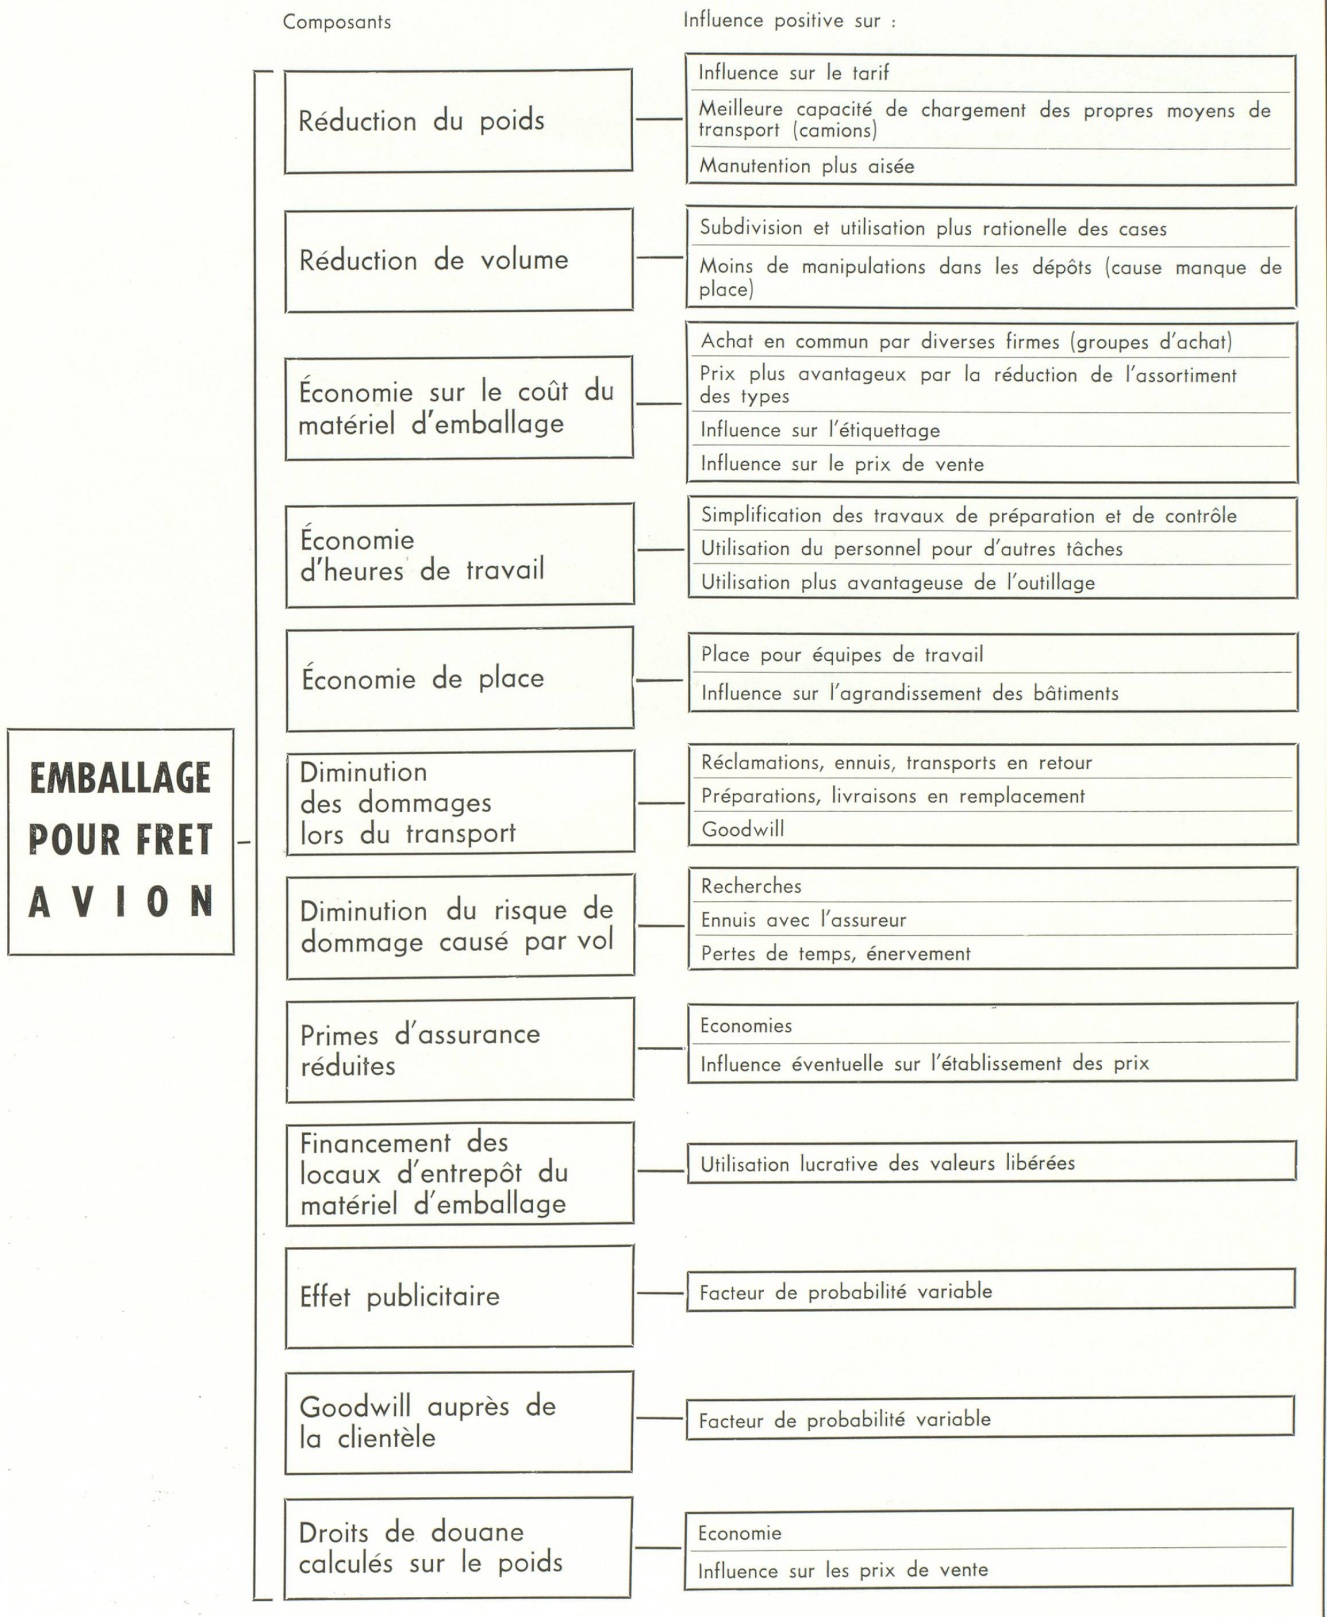 Composants
Influence positive sur :
EMBALLAGE
POUR FRET
AVION
Réduction du poids
Influence sur le tarif
Meilleure capacité de chargement des propres moyens de
transport (camions)
Manutention plus aisée
Réduction de volume
Subdivision et utilisation plus rationelle des cases
Moins de manipulations dans les dépôts (cause manque de
place)
Économie sur le coût du
matériel d'emballage
Achat en commun par diverses firmes (groupes d'achat)
Prix plus avantageux par la réduction de l'assortiment
des types
Influence sur l'étiquettage
Influence sur le prix de vente
Économie
d'heures de travail
Simplification des travaux de préparation et de contrôle
Utilisation du personnel pour d'autres tâches
Utilisation plus avantageuse de l'outillage
Économie de place
Place pour équipes de travail
Influence sur l'agrandissement des bâtiments
Diminution
des dommages
lors du transport
Réclamations, ennuis, transports en retour
Préparations, livraisons en remplacement
Goodwill
Diminution du risque de
dommage causé par vol
Recherches
Ennuis avec l'assureur
Pertes de temps, énervement
Primes d'assurance
réduites
Economies
Influence éventuelle sur l'établissement des prix
Financement des
locaux d'entrepôt du
matériel d'emballage
Utilisation lucrative des valeurs libérées
Effet publicitaire
Facteur de probabilité variable
Goodwill auprès de
la clientèle
Facteur de probabilité variable
Droits de douane
calculés sur le poids
Economie
Influence sur les prix de vente